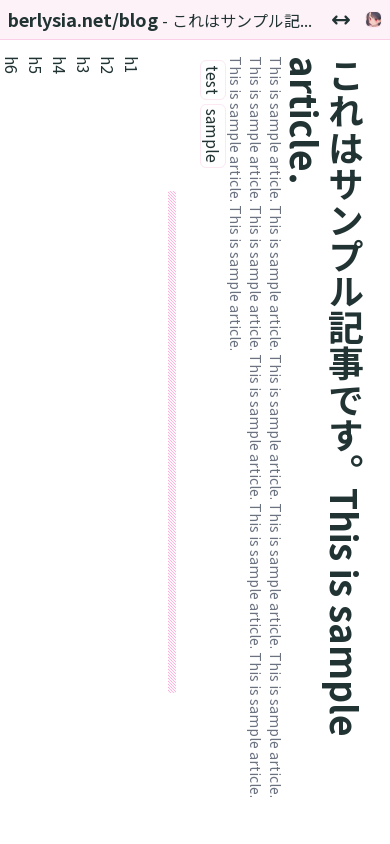 berlysia.net/blog - これはサンプル記...
これはサンプル記事です。This is sample
article.
This is sample article. This is sample article. This is sample article. This is sample article. This is sample article.
This is sample article. This is sample article. This is sample article. This is sample article. This is sample article.
This is sample article. This is sample article.
test sample
h1
h2
h3
h4
h5
h6